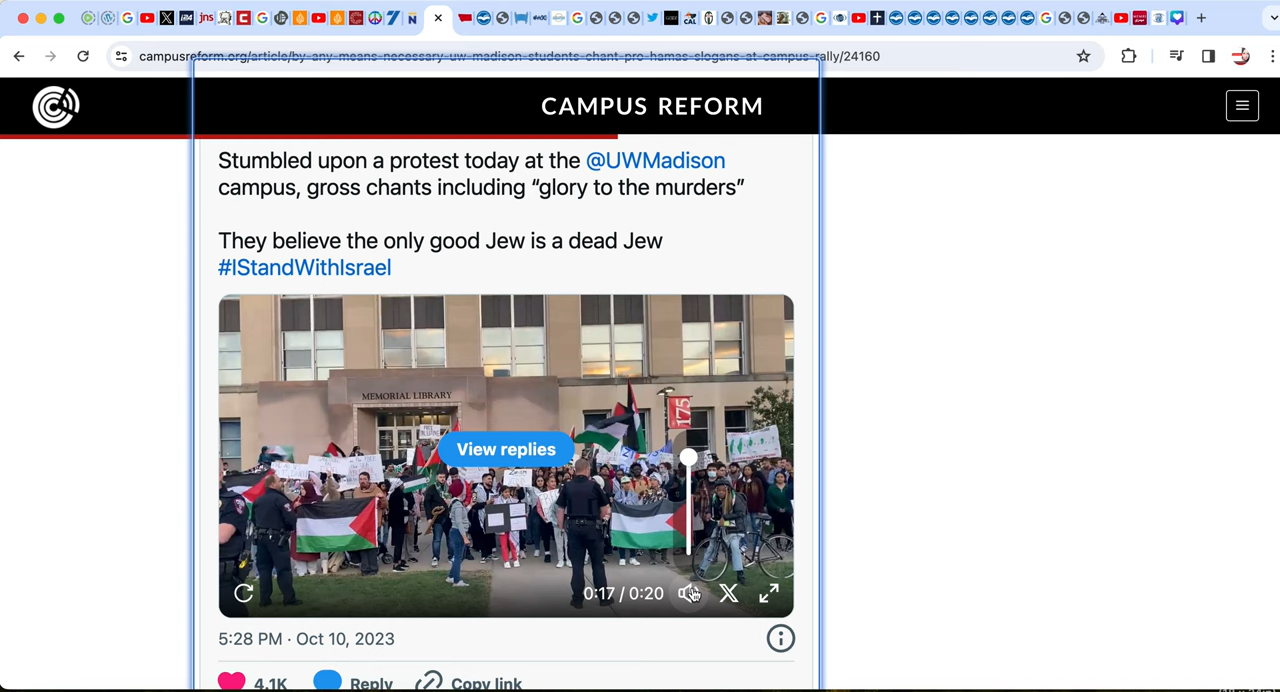 campusreform.org/article/by-any-means-necessary-uw-madison-students-chant-pro-hamas-slogans-at-campus-rally/24160
CAMPUS REFORM
Stumbled upon a protest today at the @UWMadison
campus, gross chants including “glory to the murders”
They believe the only good Jew is a dead Jew
#IStandWithIsrael
MEMORIAL LIBRARY
175
View replies
0:17 / 0:20
5:28 PM · Oct 10, 2023
4.1K Reply Copy link